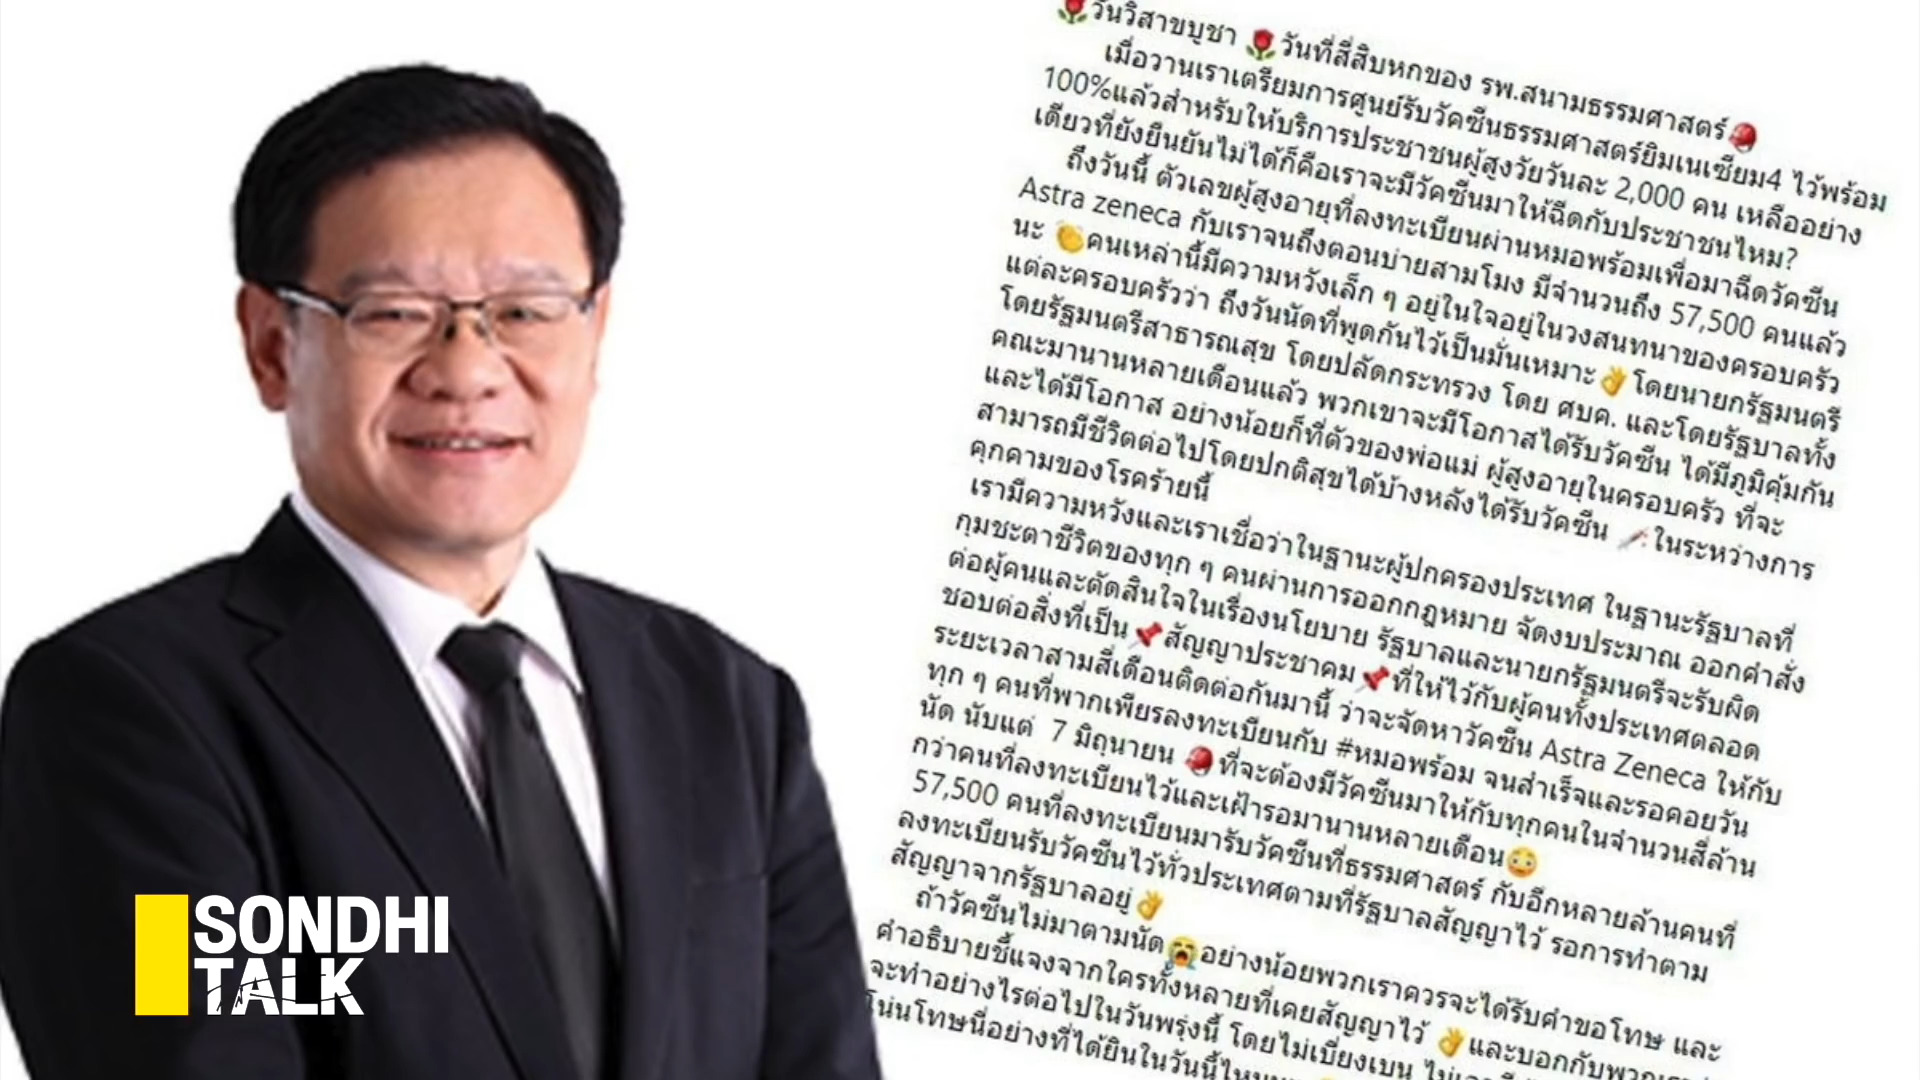 🌹วันวิสาขบูชา 🌹วันที่สี่สิบหกของ รพ.สนามธรรมศาสตร์
เมื่อวานเราเตรียมการศูนย์รับวัคซีนธรรมศาสตร์ยิมเนเซียม4 ไว้พร้อม
100%แล้วสำหรับให้บริการประชาชนผู้สูงวัยวันละ 2,000 คน เหลืออย่าง
เดียวที่ยังยืนยันไม่ได้ก็คือเราจะมีวัคซีนมาให้ฉีดกับประชาชนไหม?
ถึงวันนี้ ตัวเลขผู้สูงอายุที่ลงทะเบียนผ่านหมอพร้อมเพื่อมาฉีดวัคซีน
Astra zeneca กับเราจนถึงตอนบ่ายสามโมง มีจำนวนถึง 57,500 คนแล้ว
นะ 👏คนเหล่านี้มีความหวังเล็ก ๆ อยู่ในใจอยู่ในวงสนทนาของครอบครัว
แต่ละครอบครัวว่า ถึงวันนัดที่พูดกันไว้เป็นมั่นเหมาะ👌โดยนายกรัฐมนตรี
โดยรัฐมนตรีสาธารณสุข โดยปลัดกระทรวง โดย ศบค. และโดยรัฐบาลทั้ง
คณะมานานหลายเดือนแล้ว พวกเขาจะมีโอกาสได้รับวัคซีน ได้มีภูมิคุ้มกัน
และได้มีโอกาส อย่างน้อยก็ที่ตัวของพ่อแม่ ผู้สูงอายุในครอบครัว ที่จะ
สามารถมีชีวิตต่อไปโดยปกติสุขได้บ้างหลังได้รับวัคซีน 💉ในระหว่างการ
คุกคามของโรคร้ายนี้
เรามีความหวังและเราเชื่อว่าในฐานะผู้ปกครองประเทศ ในฐานะรัฐบาลที่
กุมชะตาชีวิตของทุก ๆ คนผ่านการออกกฎหมาย จัดงบประมาณ ออกคำสั่ง
ต่อผู้คนและตัดสินใจในเรื่องนโยบาย รัฐบาลและนายกรัฐมนตรีจะรับผิด
ชอบต่อสิ่งที่เป็น📌สัญญาประชาคม📌ที่ให้ไว้กับผู้คนทั้งประเทศตลอด
ระยะเวลาสามสี่เดือนติดต่อกันมานี้ ว่าจะจัดหาวัคซีน Astra Zeneca ให้กับ
ทุก ๆ คนที่พากเพียรลงทะเบียนกับ #หมอพร้อม จนสำเร็จและรอคอยวัน
นัด นับแต่ 7 มิถุนายน ที่จะต้องมีวัคซีนมาให้กับทุกคนในจำนวนสี่ล้าน
กว่าคนที่ลงทะเบียนไว้และเฝ้ารอมานานหลายเดือน😳
57,500 คนที่ลงทะเบียนมารับวัคซีนที่ธรรมศาสตร์ กับอีกหลายล้านคนที่
ลงทะเบียนรับวัคซีนไว้ทั่วประเทศตามที่รัฐบาลสัญญาไว้ รอการทำตาม
สัญญาจากรัฐบาลอยู่👌
ถ้าวัคซีนไม่มาตามนัด😭อย่างน้อยพวกเราควรจะได้รับคำขอโทษ และ
คำอธิบายชี้แจงจากใครทั้งหลายที่เคยสัญญาไว้ 👌และบอกกับพวกเรา
จะทำอย่างไรต่อไปในวันพรุ่งนี้ โดยไม่เบี่ยงเบน
โน่นโทษนี่อย่างที่ได้ยินในวันนี้
SONDHI
TALK